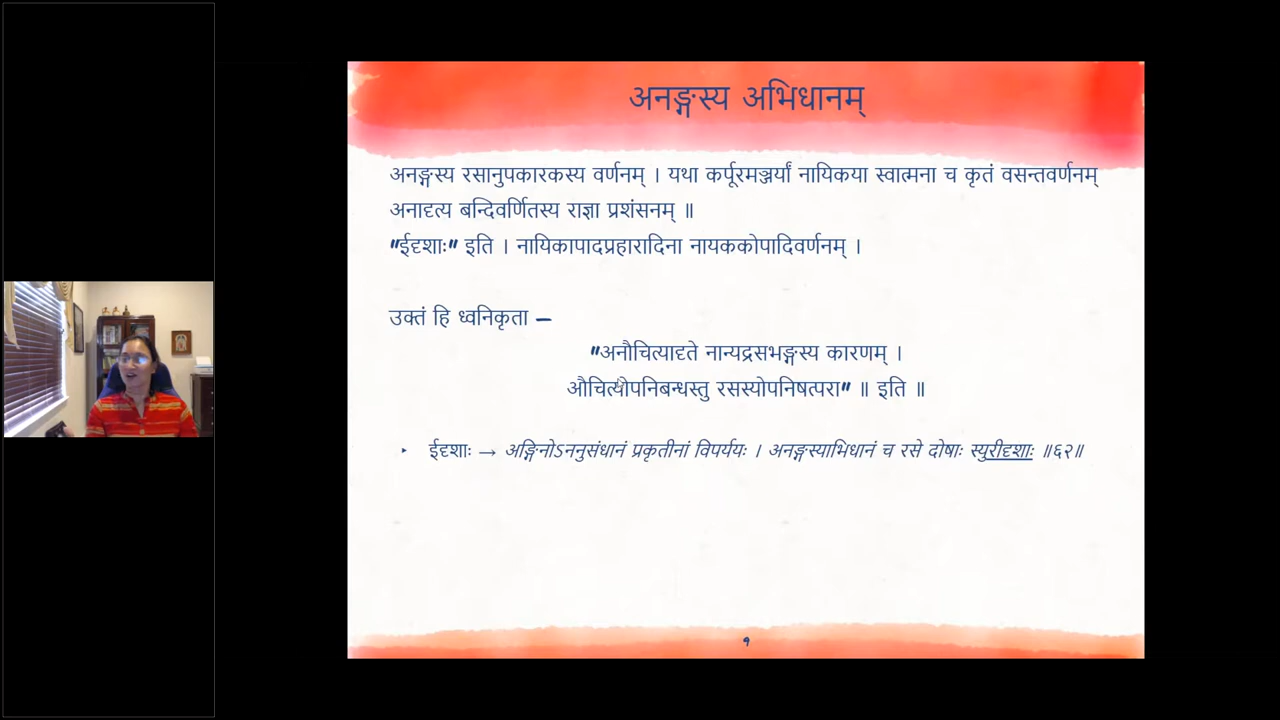 अनङ्गस्य अभिधानम्
अनङ्गस्य रसानुपकारकस्य वर्णनम् । यथा कर्पूरमञ्जर्यां नायिकया स्वात्मना च कृतं वसन्तवर्णनम्
अनादृत्य बन्दिवर्णितस्य राज्ञा प्रशंसनम् ॥
"ईदृशाः" इति । नायिकापादप्रहारादिना नायककोपादिवर्णनम् ।
उक्तं हि ध्वनिकृता –
"अनौचित्यादृते नान्यद्रसभङ्गस्य कारणम् ।
औचित्योपनिबन्धस्तु रसस्योपनिषत्परा" ॥ इति ॥
‣ ईदृशाः → अङ्गिनोऽननुसंधानं प्रकृतीनां विपर्ययः । अनङ्गस्याभिधानं च रसे दोषाः स्युरीदृशाः ॥६२॥
१